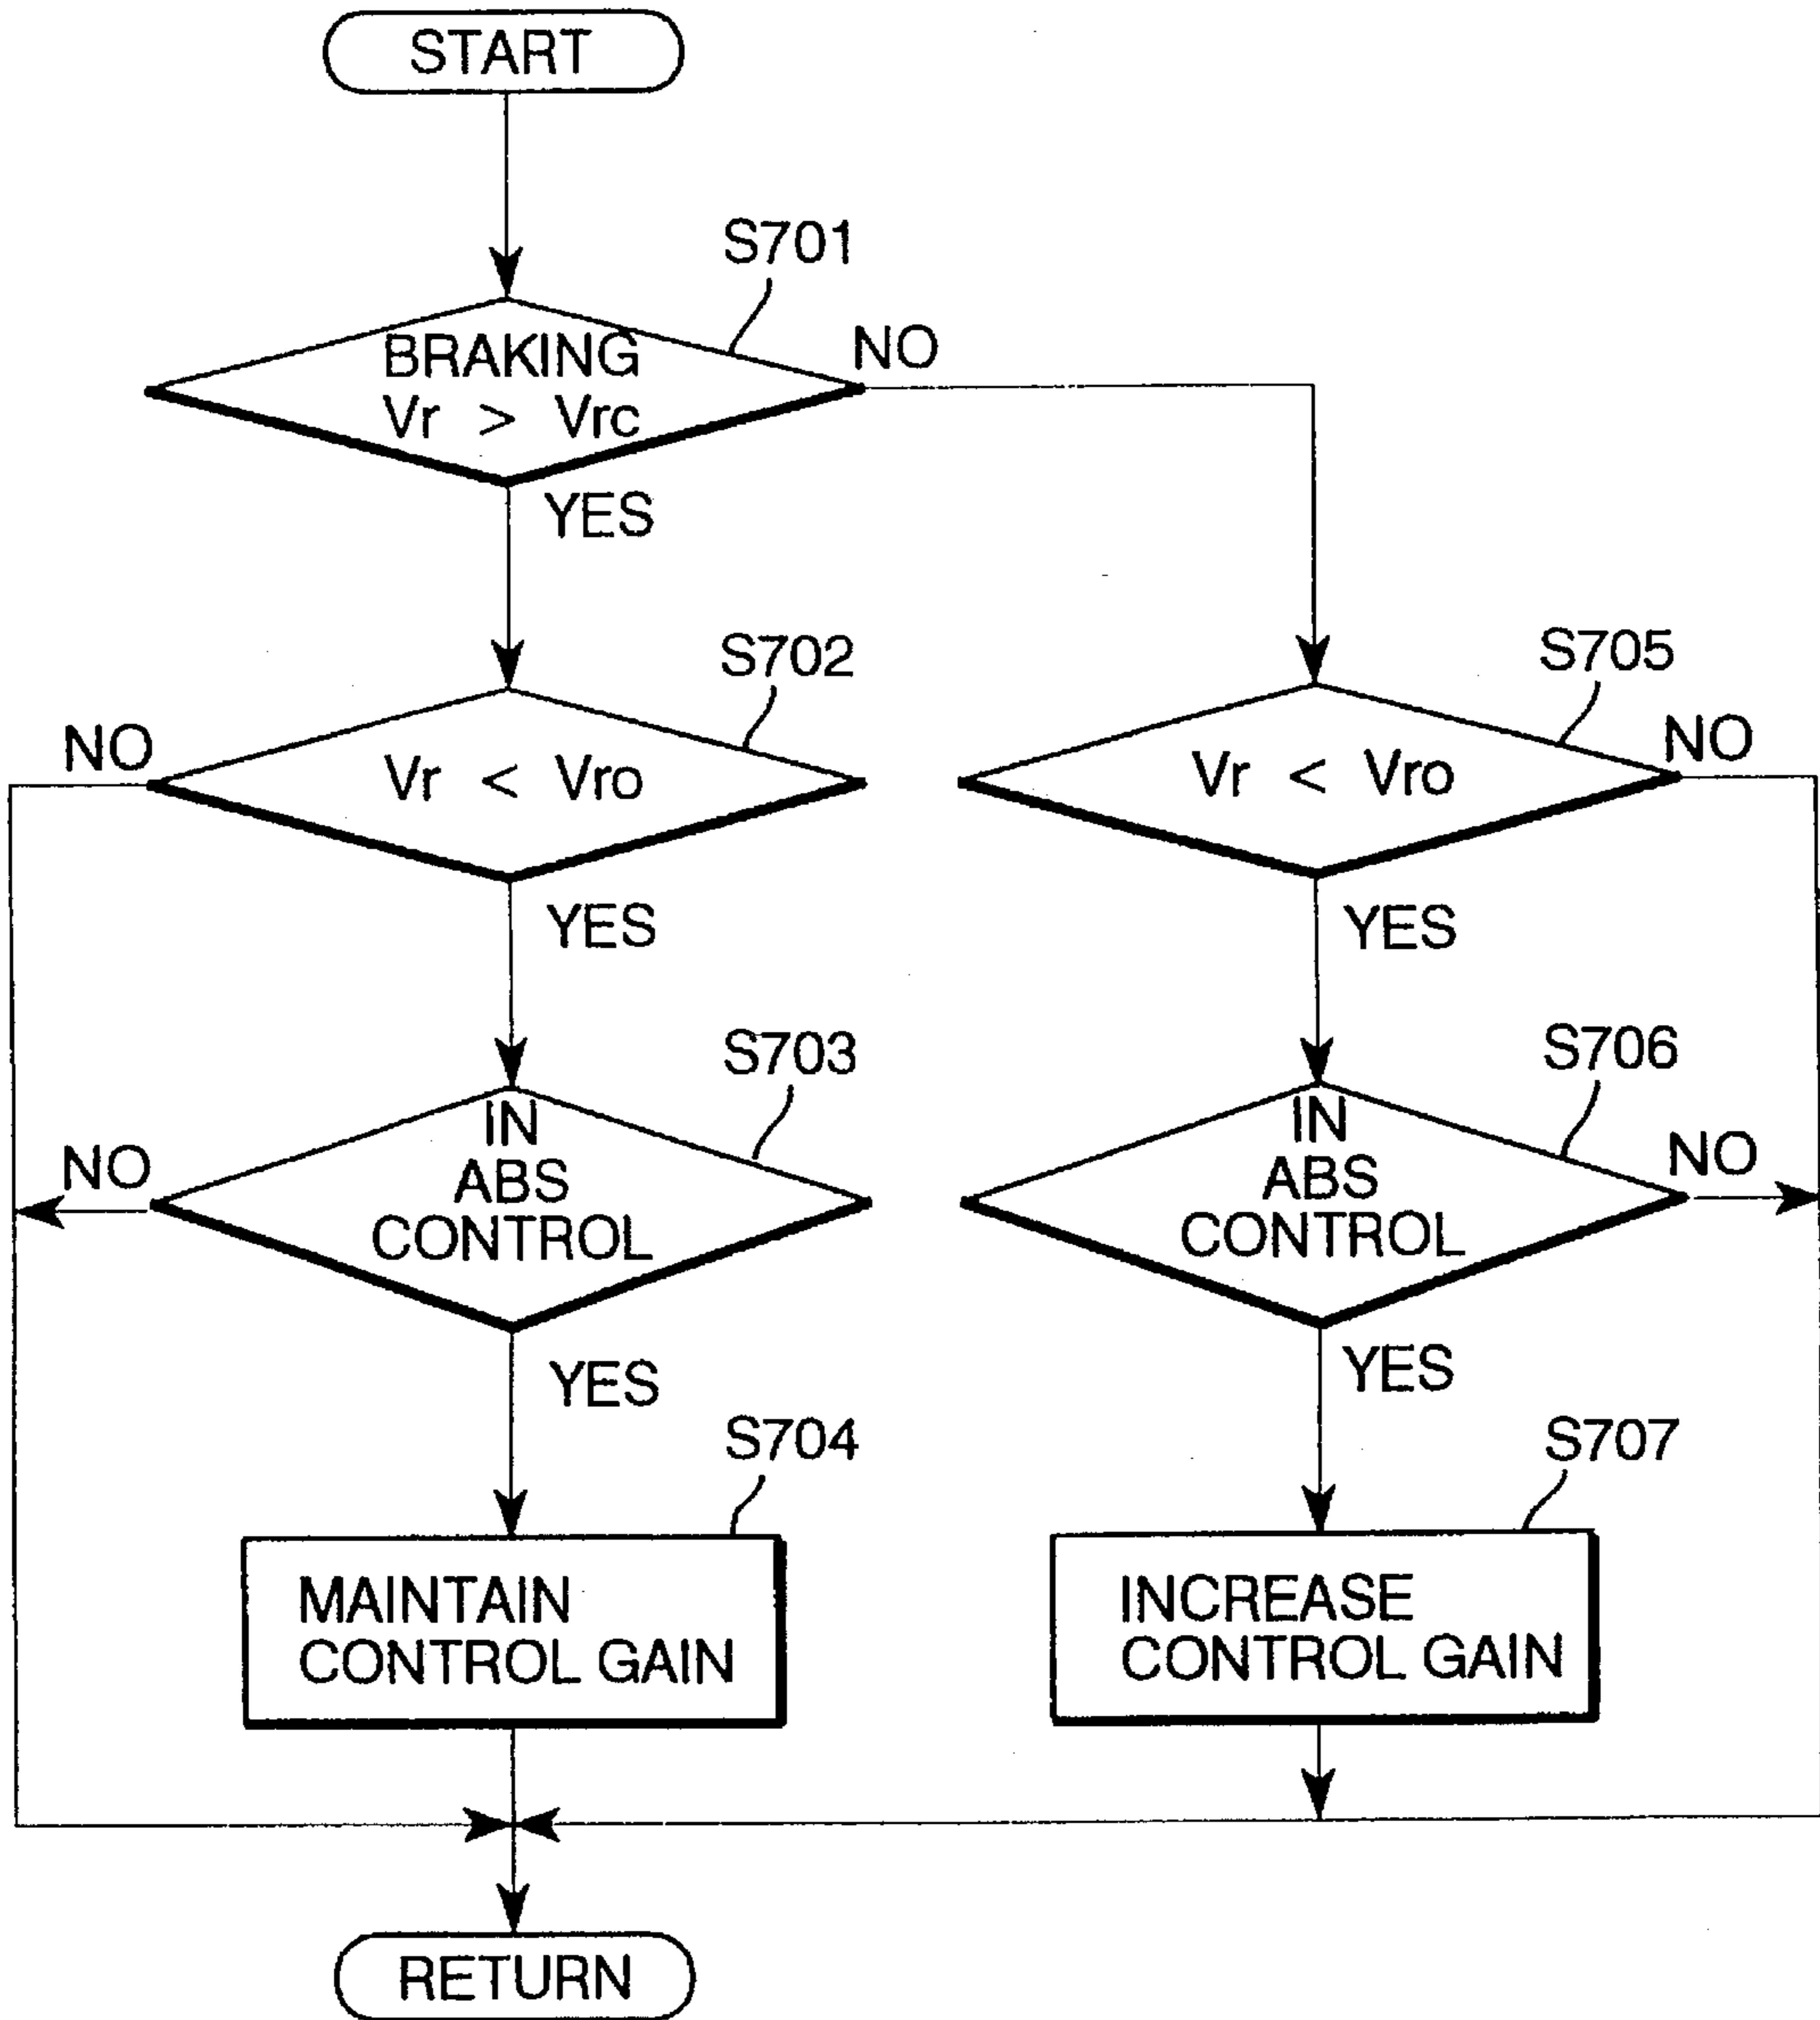 START
S701
BRAKING
Vr > Vrc
NO
YES
S702
NO
Vr < Vro
YES
S703
NO
IN
ABS
CONTROL
YES
S704
MAINTAIN
CONTROL GAIN
S705
Vr < Vro
NO
YES
S706
IN
ABS
CONTROL
NO
YES
S707
INCREASE
CONTROL GAIN
RETURN